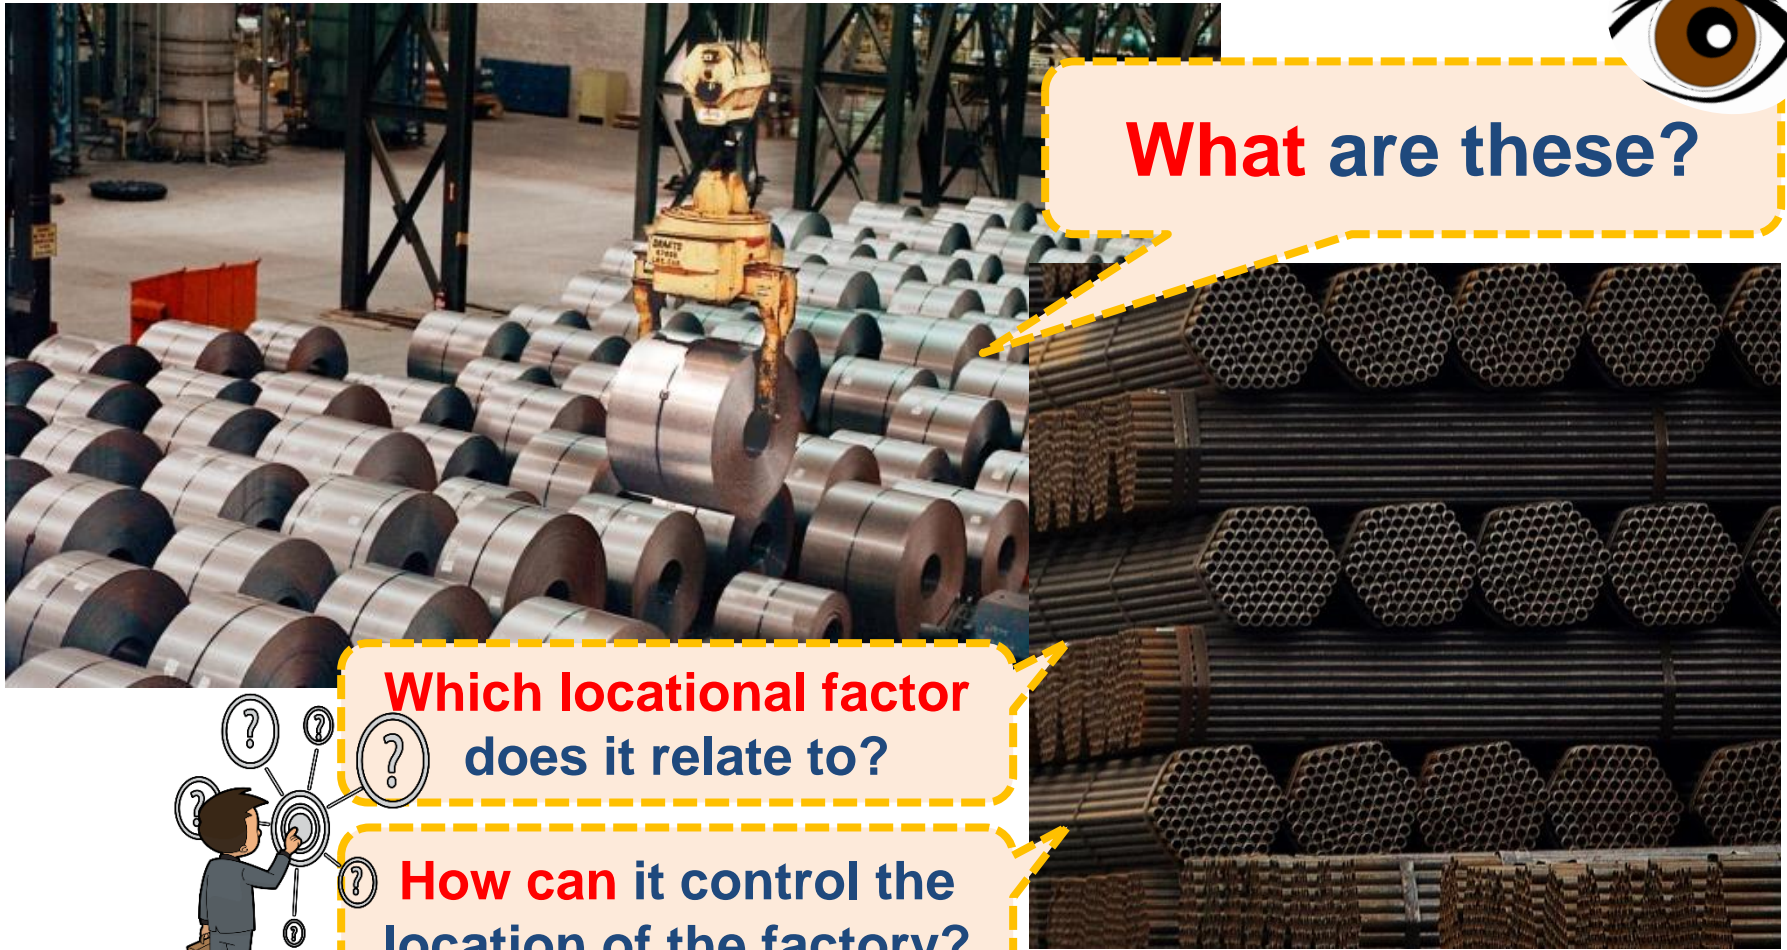 What are these?
Which locational factor
does it relate to?
How can it control the
location of the factory?
?
?
?
?
?
?